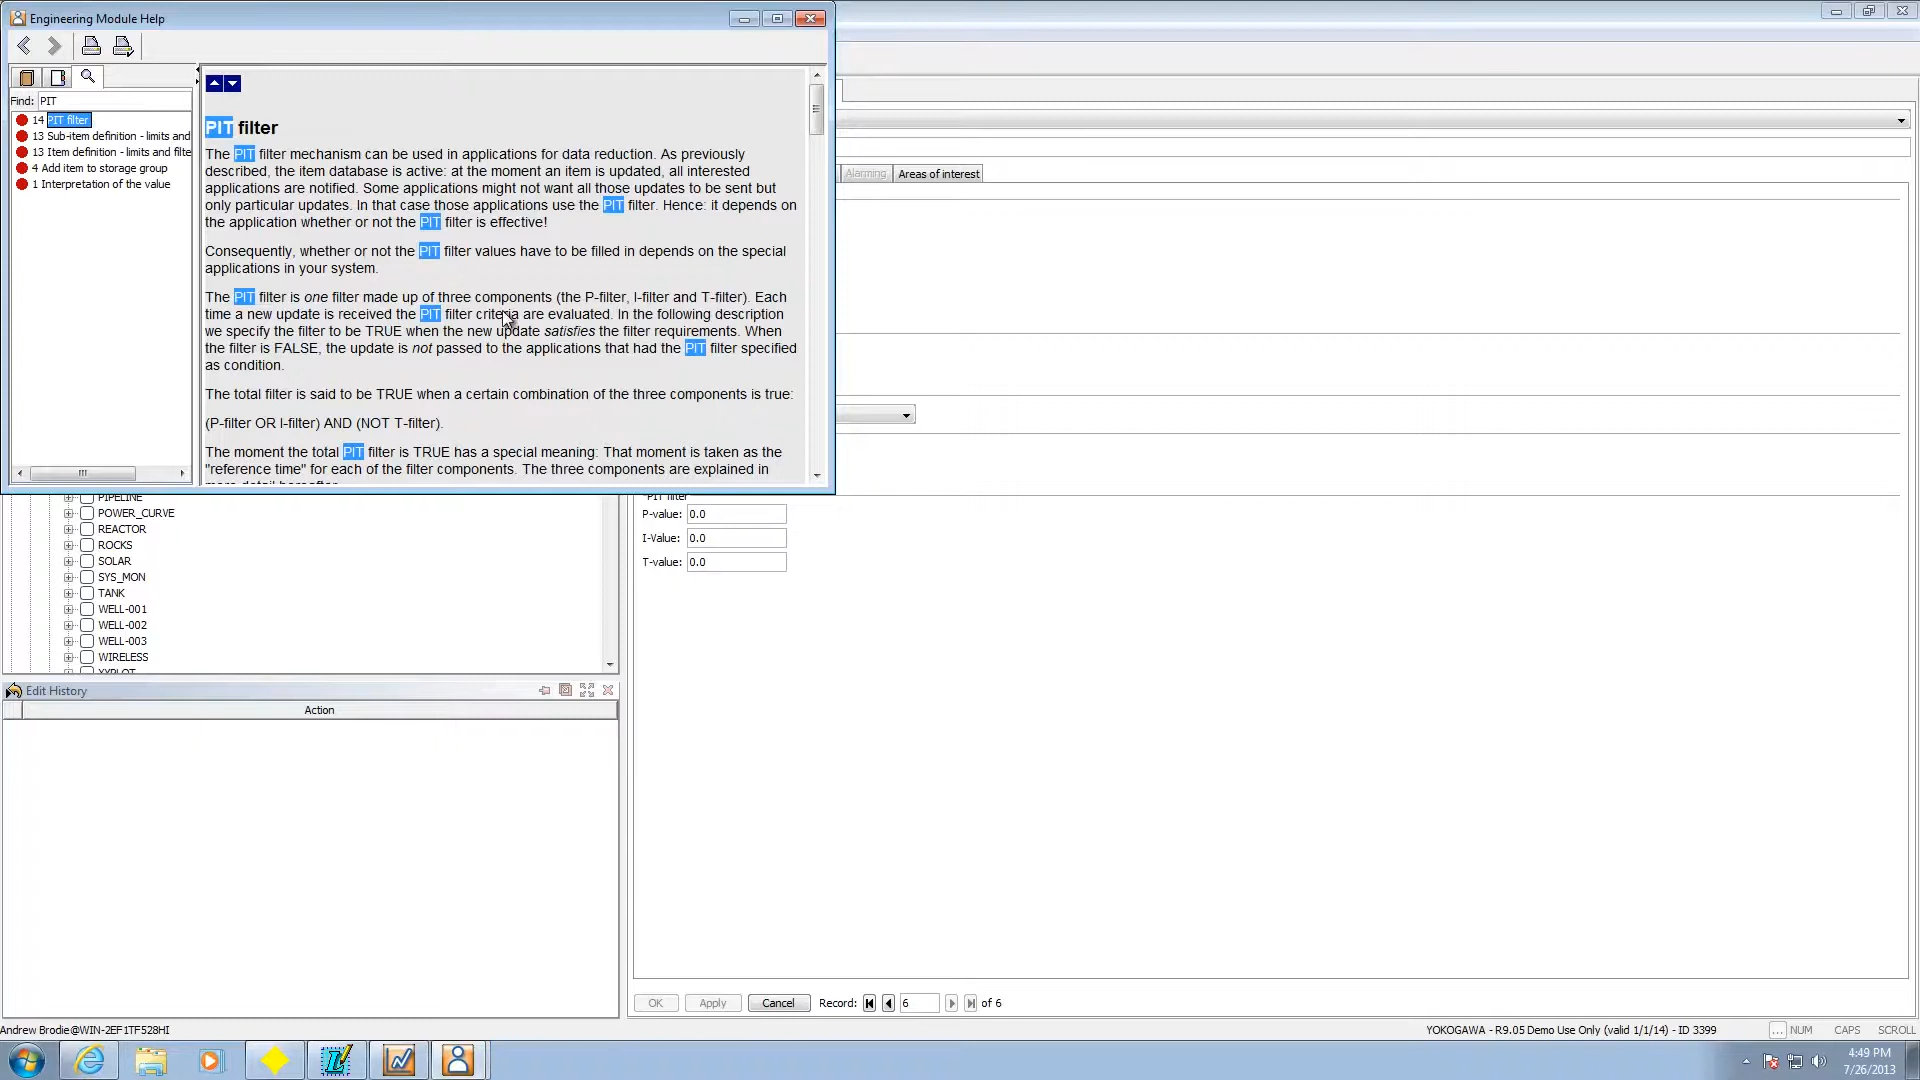 Engineering Module Help
Find: PIT
14 PIT filter
13 Sub-item definition - limits and
13 Item definition - limits and filte
4 Add item to storage group
1 Interpretation of the value
PIT filter
The PIT filter mechanism can be used in applications for data reduction. As previously
described, the item database is active: at the moment an item is updated, all interested
applications are notified. Some applications might not want all those updates to be sent but
only particular updates. In that case those applications use the PIT filter. Hence: it depends on
the application whether or not the PIT filter is effective!
Consequently, whether or not the PIT filter values have to be filled in depends on the special
applications in your system.
The PIT filter is one filter made up of three components (the P-filter, I-filter and T-filter). Each
time a new update is received the PIT filter criteria are evaluated. In the following description
we specify the filter to be TRUE when the new update satisfies the filter requirements. When
the filter is FALSE, the update is not passed to the applications that had the PIT filter specified
as condition.
The total filter is said to be TRUE when a certain combination of the three components is true:
(P-filter OR I-filter) AND (NOT T-filter).
The moment the total PIT filter is TRUE has a special meaning: That moment is taken as the
"reference time" for each of the filter components. The three components are explained in
more detail hereafter.
Alarming
Areas of interest
PIPELINE
POWER_CURVE
REACTOR
ROCKS
SOLAR
SYS_MON
TANK
WELL-001
WELL-002
WELL-003
WIRELESS
XYPLOT
PIT filter
P-value: 0.0
I-Value: 0.0
T-value: 0.0
Edit History
Action
OK
Apply
Cancel
Record: 6 of 6
Andrew Brodie@WIN-2EF1TF528HI
YOKOGAWA - R9.05 Demo Use Only (valid 1/1/14) - ID 3399
... NUM CAPS SCROLL
4:49 PM
7/26/2013